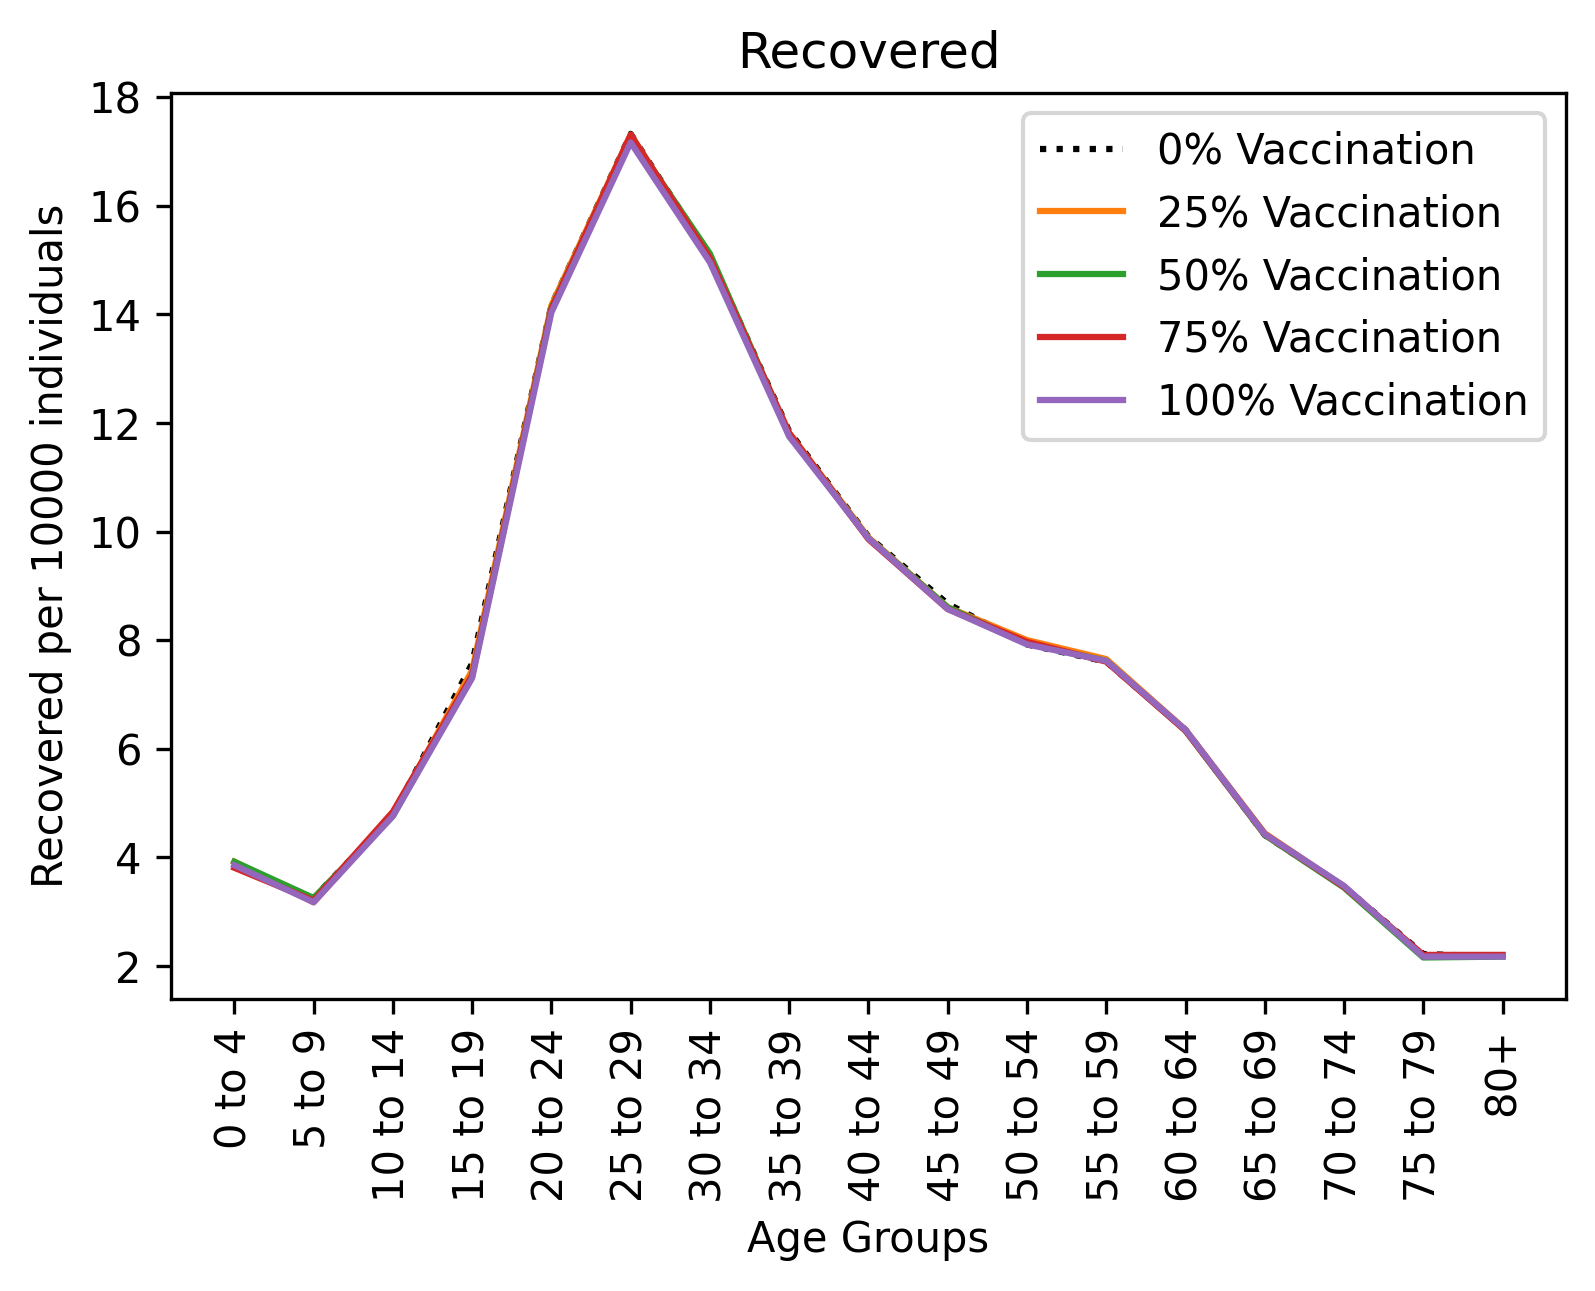 Recovered
18
16
14
12
10
8
6
4
2
Recovered per 10000 individuals
0% Vaccination
25% Vaccination
50% Vaccination
75% Vaccination
100% Vaccination
0 to 4
5 to 9
10 to 14
15 to 19
20 to 24
25 to 29
30 to 34
35 to 39
40 to 44
45 to 49
50 to 54
55 to 59
60 to 64
65 to 69
70 to 74
75 to 79
80+
Age Groups